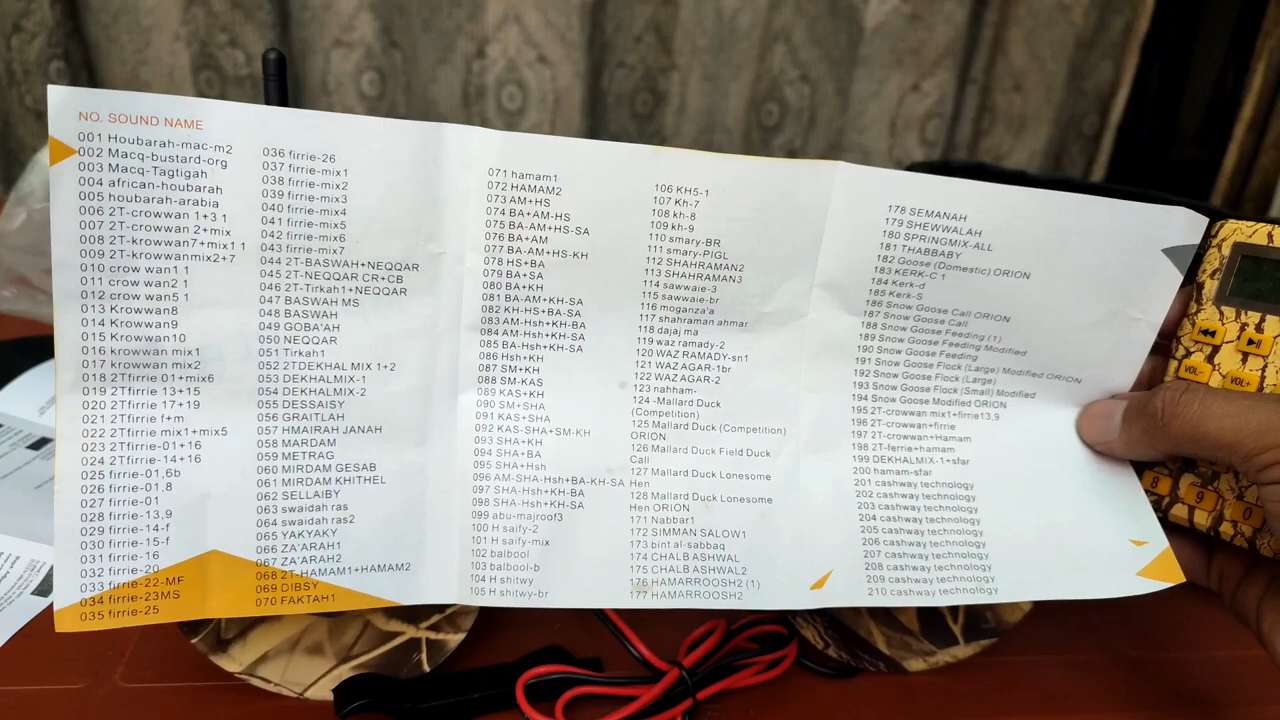 NO. SOUND NAME
001 Houbarah-mac-m2
002 Macq-bustard-org
003 Macq-Tagtigah
004 african-houbarah
005 houbarah-arabia
006 2T-crowwan 1+3 1
007 2T-crowwan 2+mix
008 2T-krowwan7+mix1 1
009 2T-krowwanmix2+7
010 crow wan1 1
011 crow wan2 1
012 crow wan5 1
013 Krowwan8
014 Krowwan9
015 Krowwan10
016 krowwan mix1
017 krowwan mix2
018 2Tfirrie 01+mix6
019 2Tfirrie 13+15
020 2Tfirrie 17+19
021 2Tfirrie f+m
022 2Tfirrie mix1+mix5
023 2Tfirrie-01+16
024 2Tfirrie-14+16
025 firrie-01,6b
026 firrie-01,8
027 firrie-01
028 firrie-13,9
029 firrie-14-f
030 firrie-15-f
031 firrie-16
032 firrie-20
033 firrie-22-MF
034 firrie-23MS
035 firrie-25
036 firrie-26
037 firrie-mix1
038 firrie-mix2
039 firrie-mix3
040 firrie-mix4
041 firrie-mix5
042 firrie-mix6
043 firrie-mix7
044 2T-BASWAH+NEQQAR
045 2T-NEQQAR CR+CB
046 2T-Tirkah1+NEQQAR
047 BASWAH MS
048 BASWAH
049 GOBA'AH
050 NEQQAR
051 Tirkah1
052 2TDEKHAL MIX 1+2
053 DEKHALMIX-1
054 DEKHALMIX-2
055 DESSAISY
056 GRAITLAH
057 HMAIRAH JANAH
058 MARDAM
059 METRAG
060 MIRDAM GESAB
061 MIRDAM KHITHEL
062 SELLAIBY
063 swaidah ras
064 swaidah ras2
065 YAKYAKY
066 ZA'ARAH1
067 ZA'ARAH2
068 2T-HAMAM1+HAMAM2
069 DIBSY
070 FAKTAH1
071 hamam1
072 HAMAM2
073 AM+HS
074 BA+AM-HS
075 BA-AM+HS-SA
076 BA+AM
077 BA-AM+HS-KH
078 HS+BA
079 BA+SA
080 BA+KH
081 BA-AM+KH-SA
082 KH-HS+BA-SA
083 AM-Hsh+KH-BA
084 AM-Hsh+KH-SA
085 BA-Hsh+KH-SA
086 Hsh+KH
087 SM+KH
088 SM-KAS
089 KAS+KH
090 SM+SHA
091 KAS+SHA
092 KAS-SHA+SM-KH
093 SHA+KH
094 SHA+BA
095 SHA+Hsh
096 AM-SHA-Hsh+BA-KH-SA
097 SHA-Hsh+KH-BA
098 SHA-Hsh+KH-SA
099 abu-majroof3
100 H saify-2
101 H saify-mix
102 balbool
103 balbool-b
104 H shitwy
105 H shitwy-br
106 KH5-1
107 Kh-7
108 kh-8
109 kh-9
110 smary-BR
111 smary-PIGL
112 SHAHRAMAN2
113 SHAHRAMAN3
114 sawwaie-3
115 sawwaie-br
116 moganza'a
117 shahraman ahmar
118 dajaj ma
119 waz ramady-2
120 WAZ RAMADY-sn1
121 WAZ AGAR-1br
122 WAZ AGAR-2
123 nahham-
124 -Mallard Duck
(Competition)
125 Mallard Duck (Competition)
ORION
126 Mallard Duck Field Duck
Call
127 Mallard Duck Lonesome
Hen
128 Mallard Duck Lonesome
Hen ORION
171 Nabbar1
172 SIMMAN SALOW1
173 bint al-sabbaq
174 CHALB ASHWAL
175 CHALB ASHWAL2
176 HAMARROOSH2 (1)
177 HAMARROOSH2
178 SEMANAH
179 SHEWWALAH
180 SPRINGMIX-ALL
181 THABBABY
182 Goose (Domestic) ORION
183 KERK-C 1
184 Kerk-d
185 Kerk-S
186 Snow Goose Call ORION
187 Snow Goose Call
188 Snow Goose Feeding (1)
189 Snow Goose Feeding Modified
190 Snow Goose Feeding
191 Snow Goose Flock (Large) Modified ORION
192 Snow Goose Flock (Large)
193 Snow Goose Flock (Small) Modified
194 Snow Goose Modified ORION
195 2T-crowwan mix1+firrie13,9
196 2T-crowwan+firrie
197 2T-crowwan+Hamam
198 2T-ferrie+hamam
199 DEKHALMIX-1+sfar
200 hamam-sfar
201 cashway technology
202 cashway technology
203 cashway technology
204 cashway technology
205 cashway technology
206 cashway technology
207 cashway technology
208 cashway technology
209 cashway technology
210 cashway technology
VOL-
VOL+
8
9
0